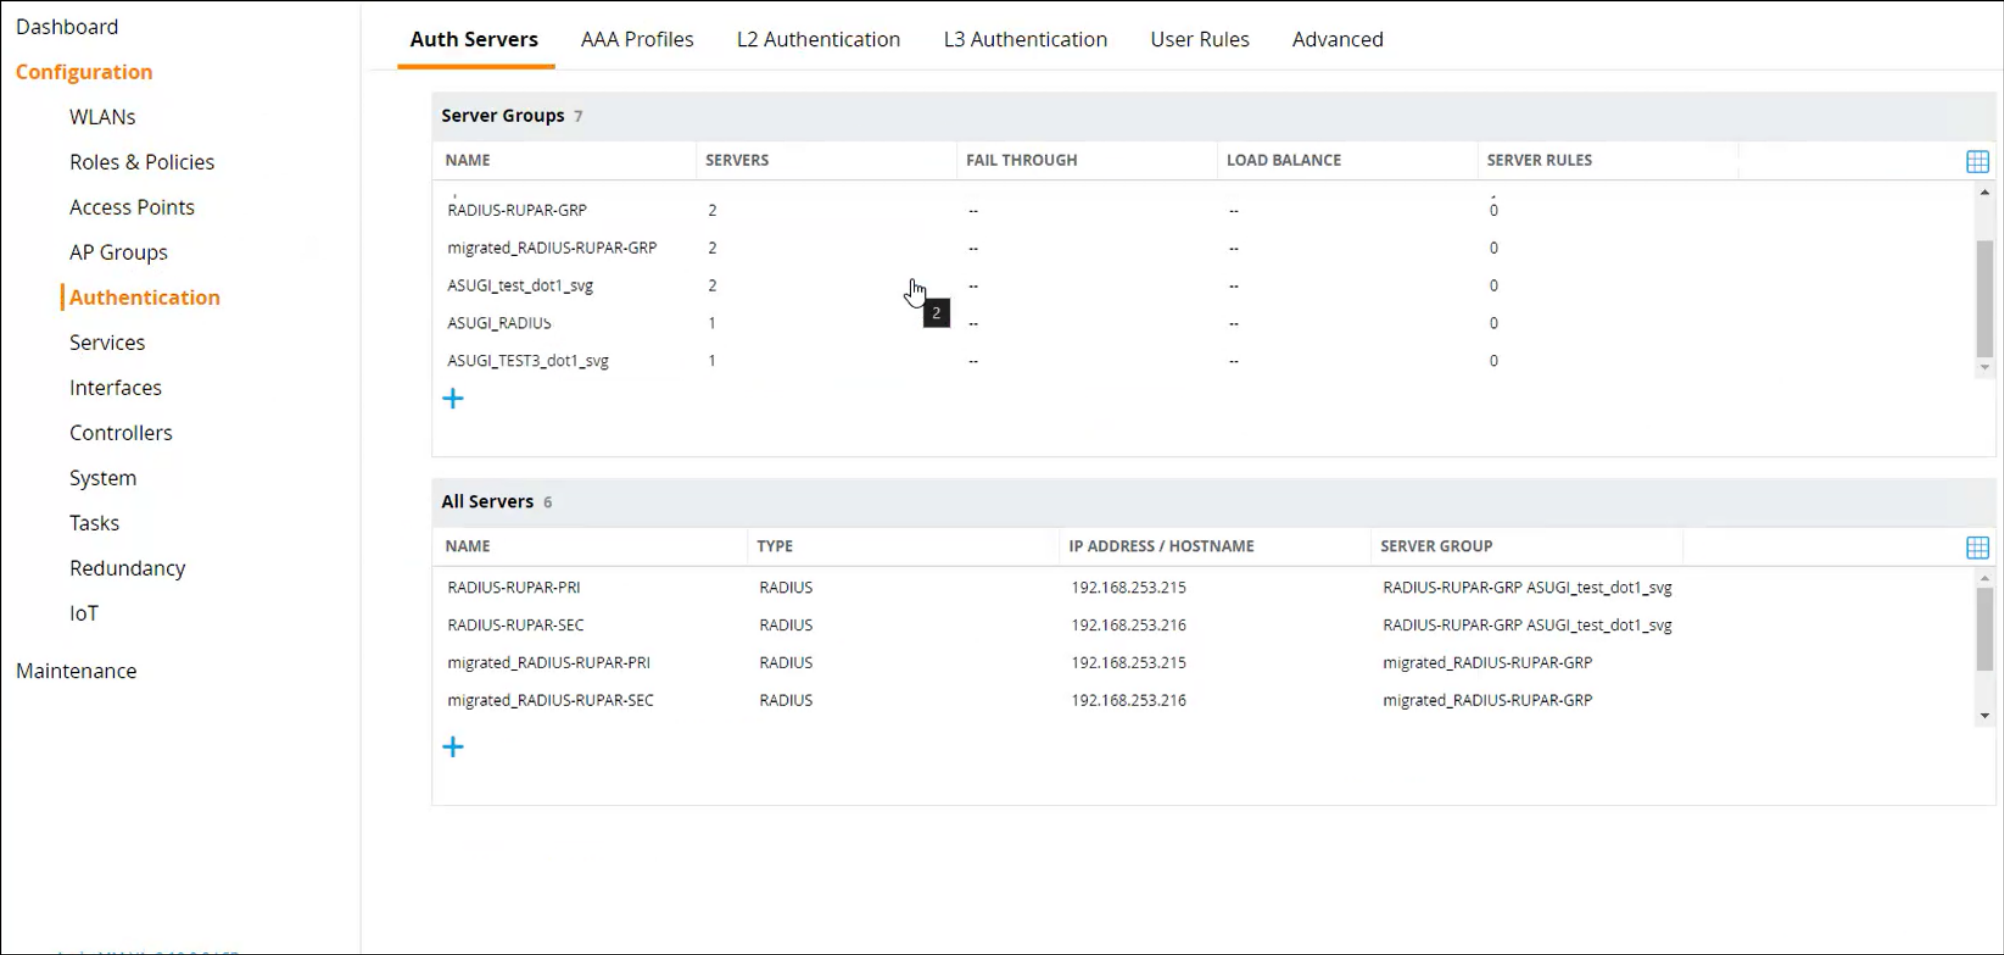 Dashboard
Configuration
WLANs
Roles & Policies
Access Points
AP Groups
Authentication
Services
Interfaces
Controllers
System
Tasks
Redundancy
IoT
Maintenance
Auth Servers AAA Profiles L2 Authentication L3 Authentication User Rules Advanced
Server Groups 7
NAME SERVERS FAIL THROUGH LOAD BALANCE SERVER RULES
RADIUS-RUPAR-GRP 2 -- -- 0
migrated_RADIUS-RUPAR-GRP 2 -- -- 0
ASUGI_test_dot1_svg 2 -- -- 0
2
ASUGI_RADIUS 1 -- -- 0
ASUGI_TEST3_dot1_svg 1 -- -- 0
All Servers 6
NAME TYPE IP ADDRESS / HOSTNAME SERVER GROUP
RADIUS-RUPAR-PRI RADIUS 192.168.253.215 RADIUS-RUPAR-GRP ASUGI_test_dot1_svg
RADIUS-RUPAR-SEC RADIUS 192.168.253.216 RADIUS-RUPAR-GRP ASUGI_test_dot1_svg
migrated_RADIUS-RUPAR-PRI RADIUS 192.168.253.215 migrated_RADIUS-RUPAR-GRP
migrated_RADIUS-RUPAR-SEC RADIUS 192.168.253.216 migrated_RADIUS-RUPAR-GRP